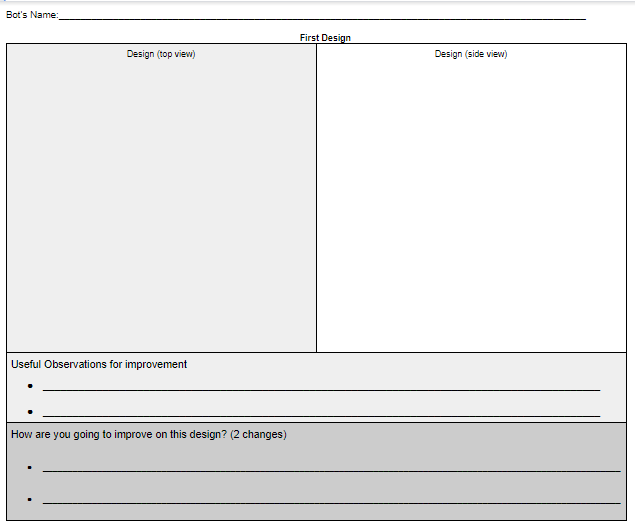 Bot's Name:
First Design
Design (top view)
Design (side view)
Useful Observations for improvement
How are you going to improve on this design? (2 changes)